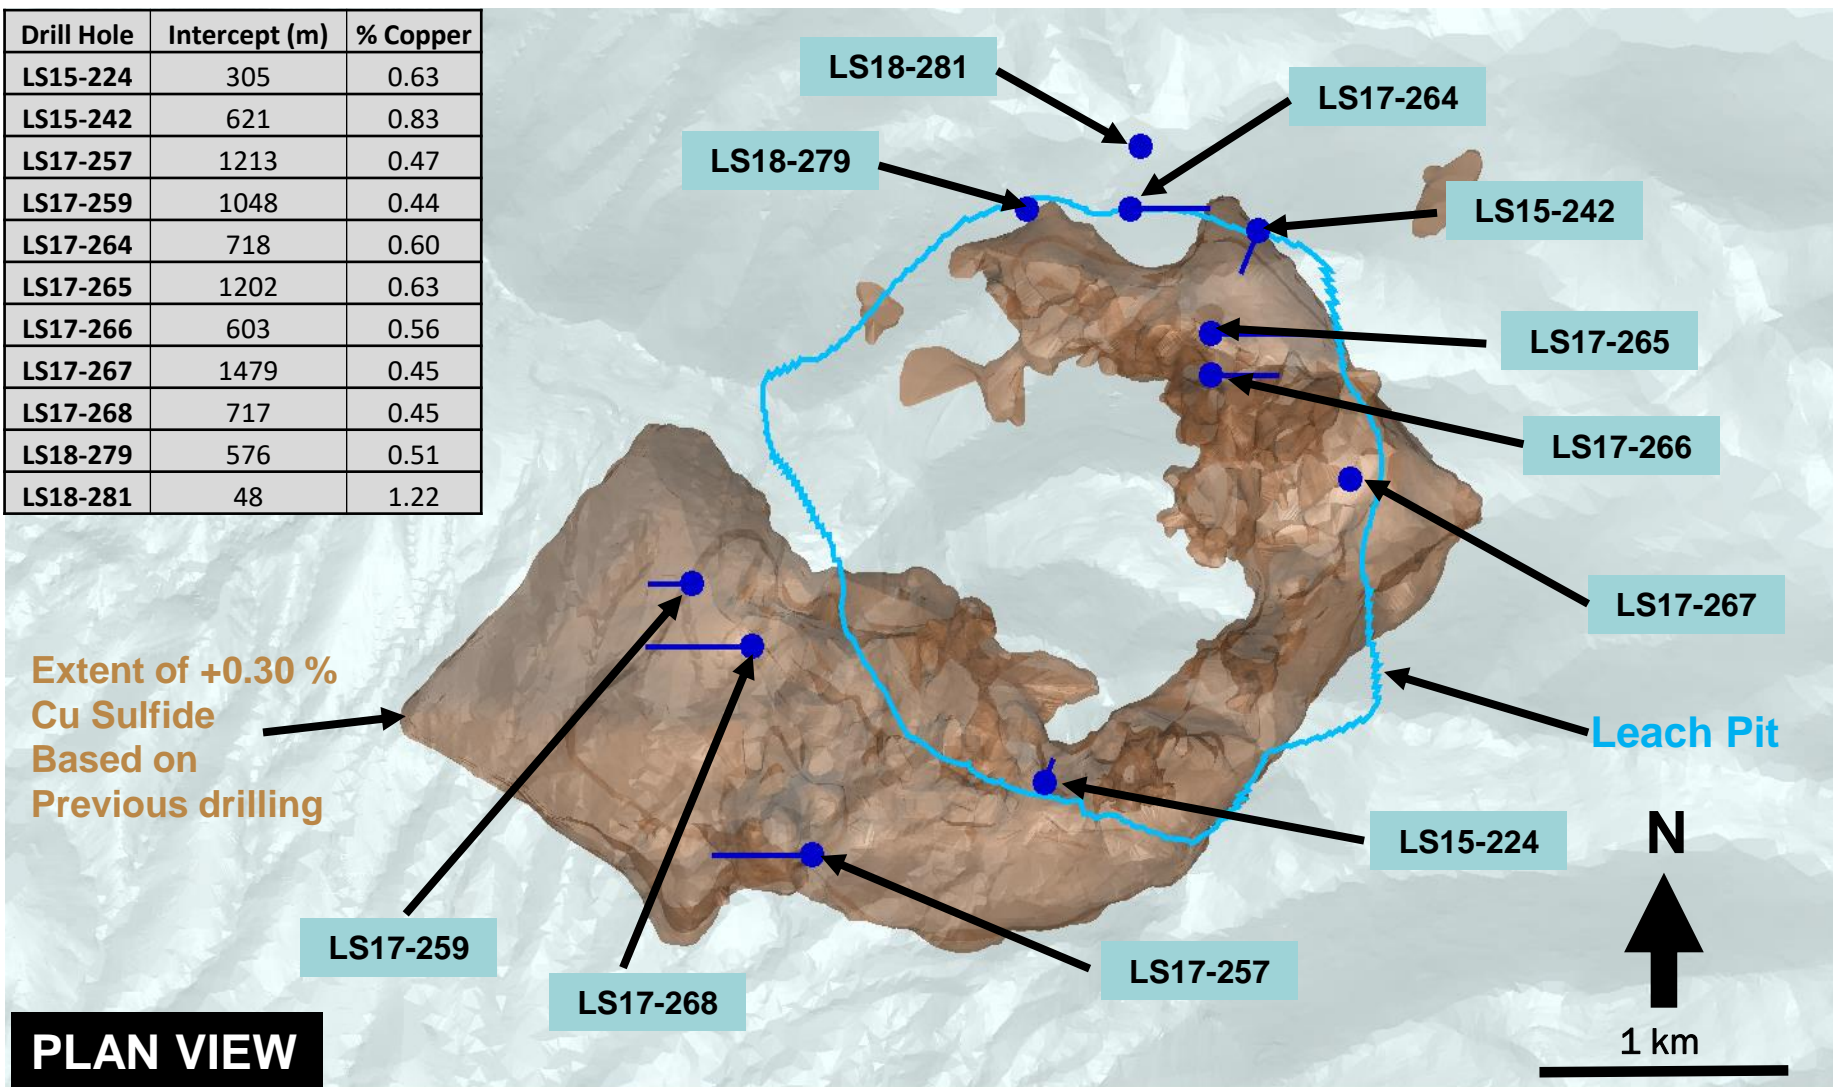 Drill Hole Intercept (m) % Copper
LS15-224 305 0.63
LS15-242 621 0.83
LS17-257 1213 0.47
LS17-259 1048 0.44
LS17-264 718 0.60
LS17-265 1202 0.63
LS17-266 603 0.56
LS17-267 1479 0.45
LS17-268 717 0.45
LS18-279 576 0.51
LS18-281 48 1.22
LS18-281
LS17-264
LS18-279
LS15-242
LS17-265
LS17-266
LS17-267
Extent of +0.30 %
Cu Sulfide
Based on
Previous drilling
Leach Pit
LS15-224
LS17-259
LS17-268
LS17-257
N
1 km
PLAN VIEW